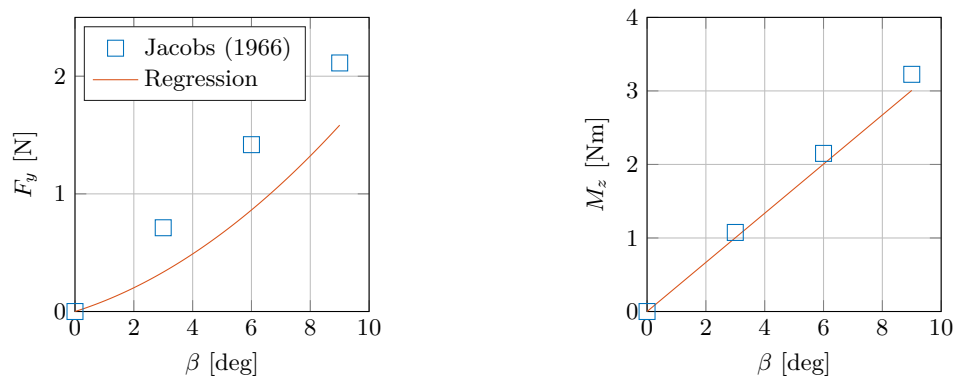 Jacobs (1966)
Regression
2
1
0
0 2 4 6 8 10
β [deg]
F_y [N]
4
3
2
1
0
0 2 4 6 8 10
β [deg]
M_z [Nm]